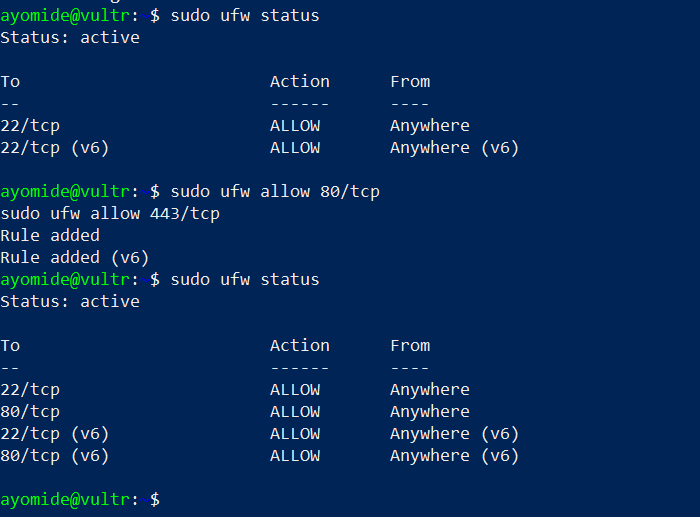 ayomide@vultr:~$ sudo ufw status
Status: active
To                         Action      From
--                         ------      ----
22/tcp                     ALLOW       Anywhere
22/tcp (v6)                ALLOW       Anywhere (v6)
ayomide@vultr:~$ sudo ufw allow 80/tcp
sudo ufw allow 443/tcp
Rule added
Rule added (v6)
ayomide@vultr:~$ sudo ufw status
Status: active
To                         Action      From
--                         ------      ----
22/tcp                     ALLOW       Anywhere
80/tcp                     ALLOW       Anywhere
22/tcp (v6)                ALLOW       Anywhere (v6)
80/tcp (v6)                ALLOW       Anywhere (v6)
ayomide@vultr:~$